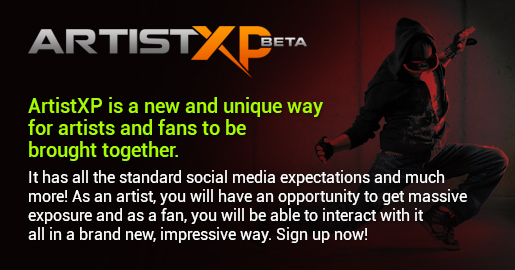 ARTISTXP BETA
ArtistXP is a new and unique way
for artists and fans to be
brought together.
It has all the standard social media expectations and much
more! As an artist, you will have an opportunity to get massive
exposure and as a fan, you will be able to interact with it
all in a brand new, impressive way. Sign up now!